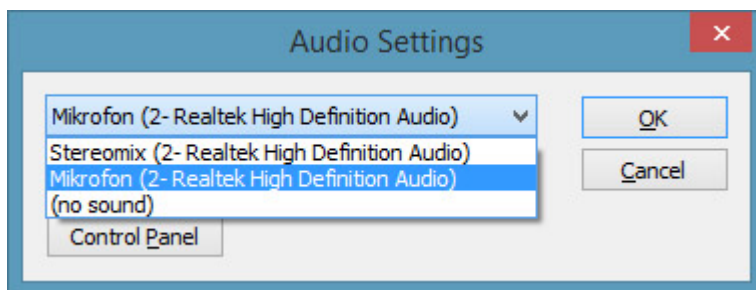 Audio Settings
Mikrofon (2- Realtek High Definition Audio)
OK
Stereomix (2- Realtek High Definition Audio)
Mikrofon (2- Realtek High Definition Audio)
(no sound)
Cancel
Control Panel